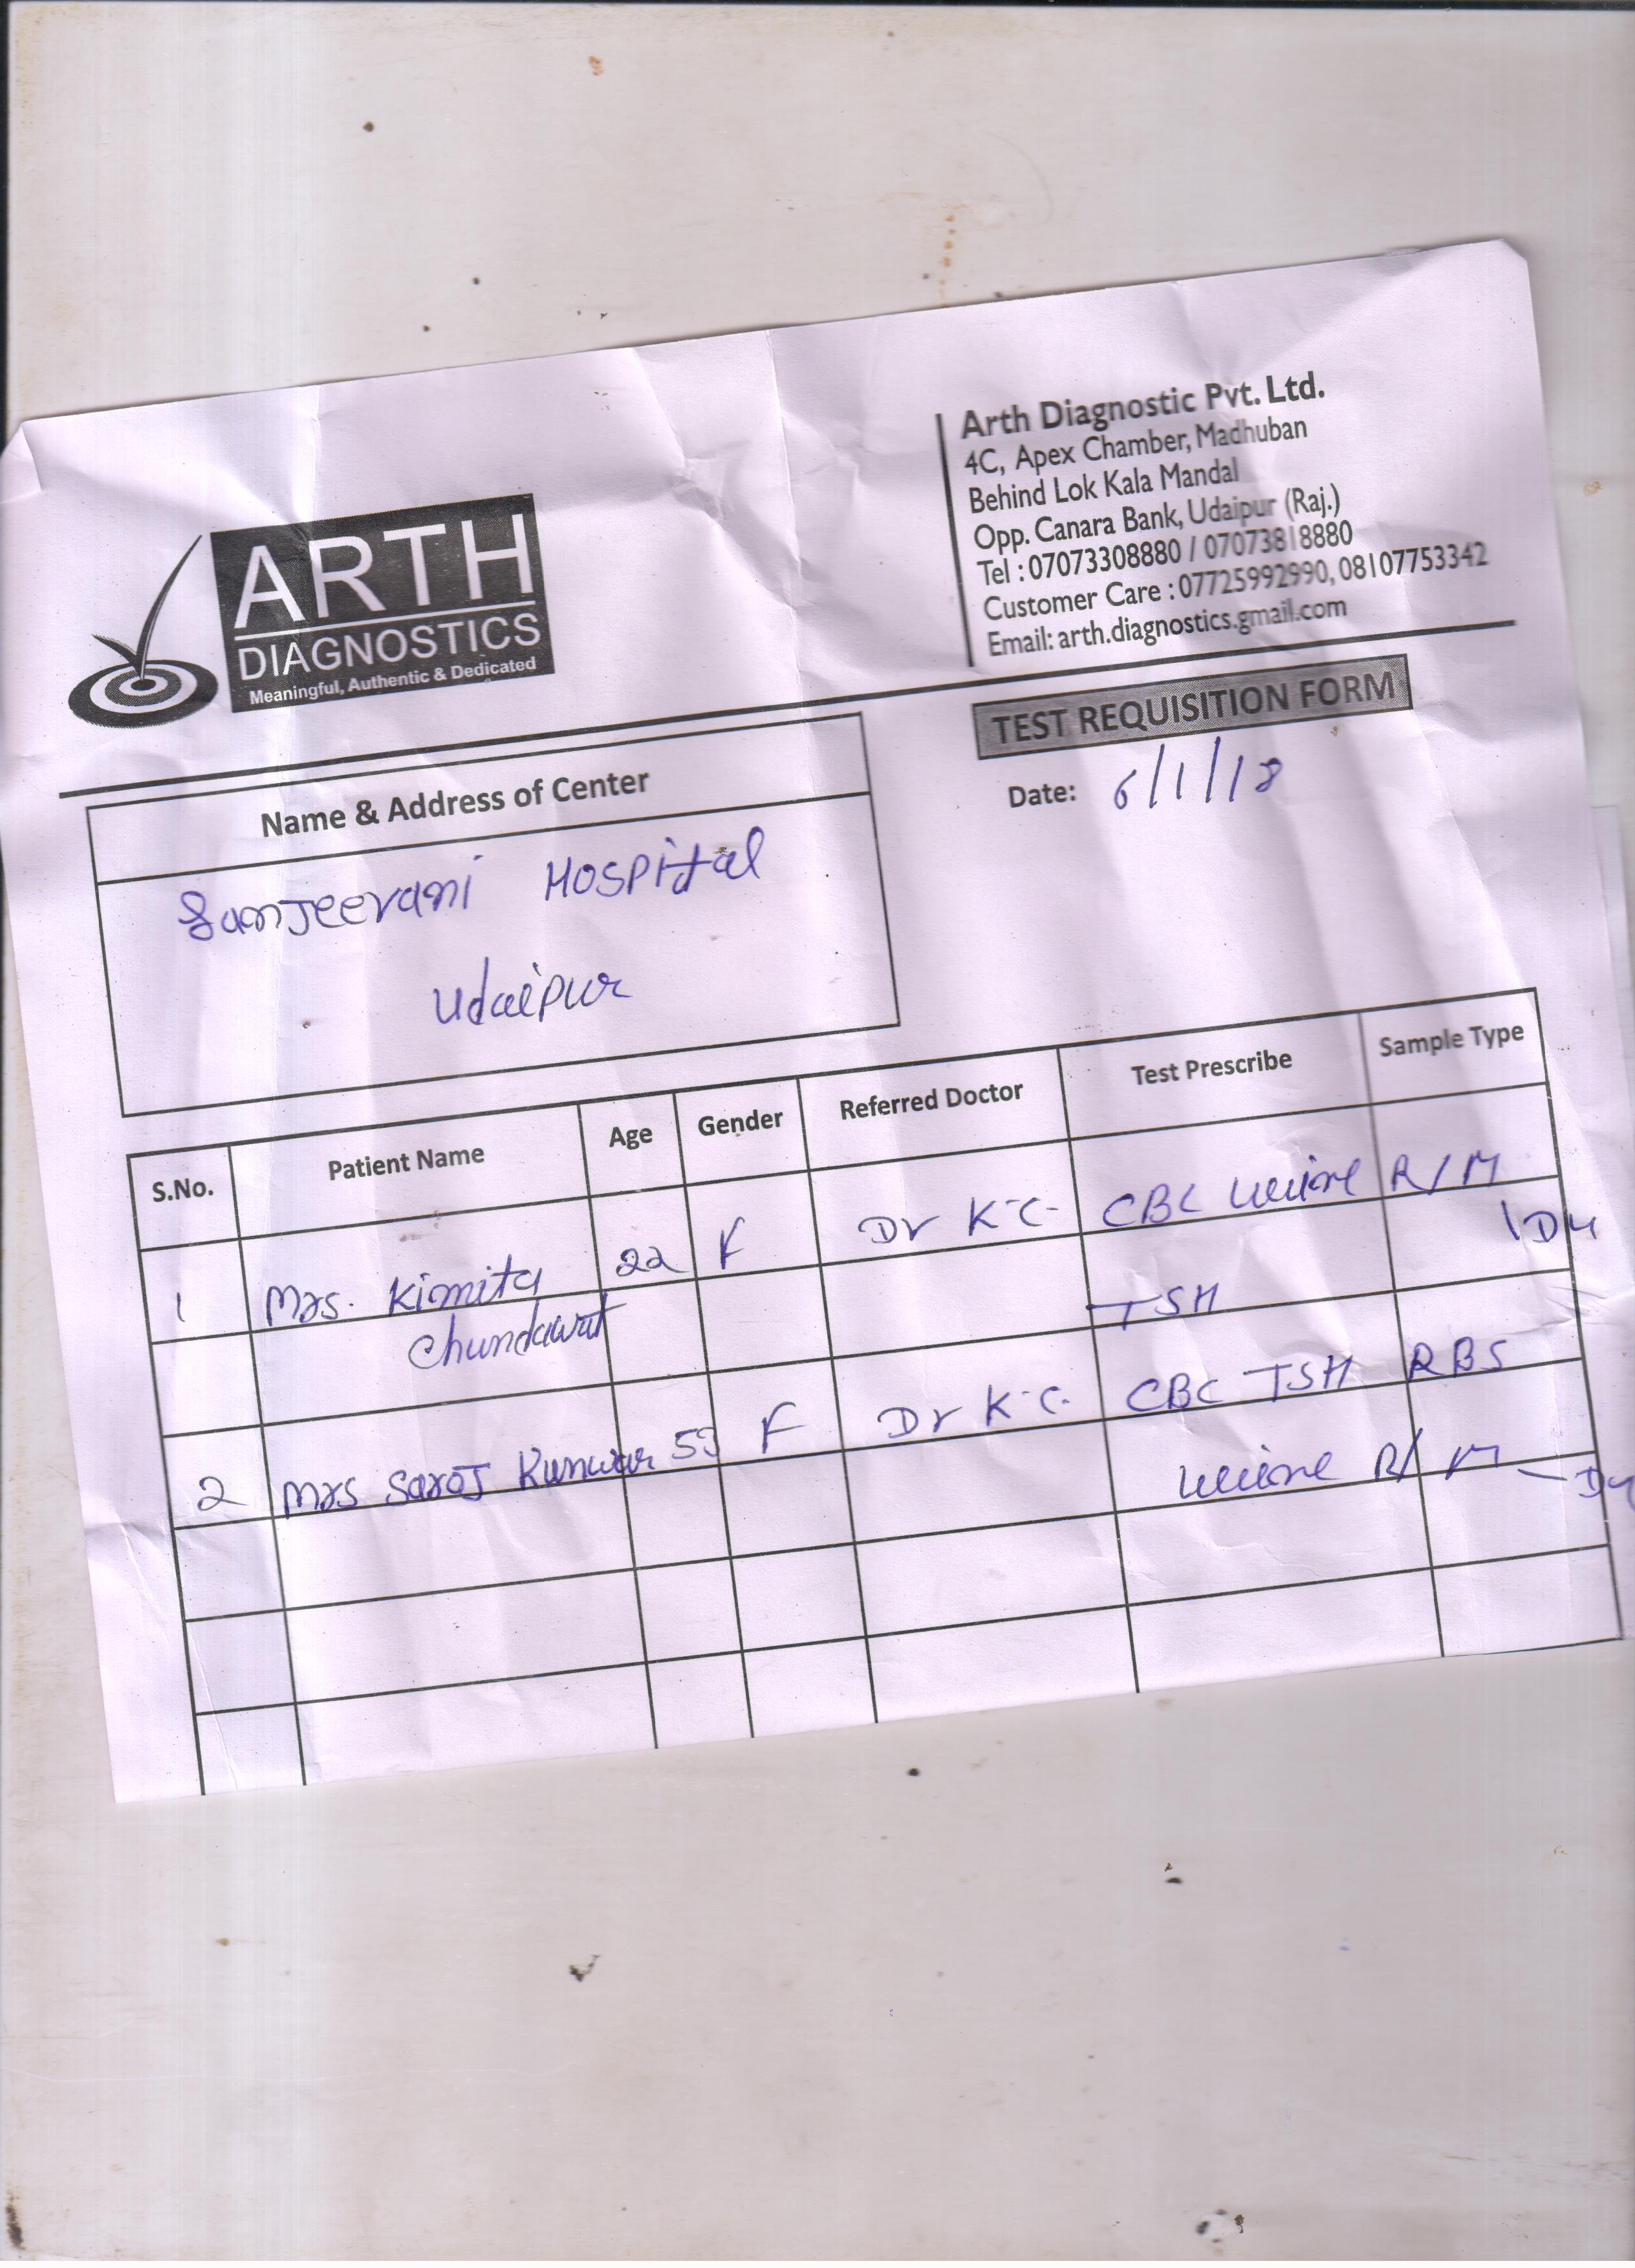 ARTH
DIAGNOSTICS
Meaningful, Authentic & Dedicated
Arth Diagnostic Pvt. Ltd.
4C, Apex Chamber, Madhuban
Behind Lok Kala Mandal
Opp. Canara Bank, Udaipur (Raj.)
Tel : 07073308880 / 07073818880
Customer Care : 07725992990, 08107753342
Email: arth.diagnostics.gmail.com
TEST REQUISITION FORM
Date: 6/1/18
Name & Address of Center
Sanjeevani Hospital
Udaipur
S.No. Patient Name Age Gender Referred Doctor Test Prescribe Sample Type
1 Mrs. Kimita 22 F Dr K.C. CBC Urine R/M
Chundawat TSH
2 Mrs Saroj Kunwar 53 F Dr K.C. CBC TSH RBS
Urine R/M